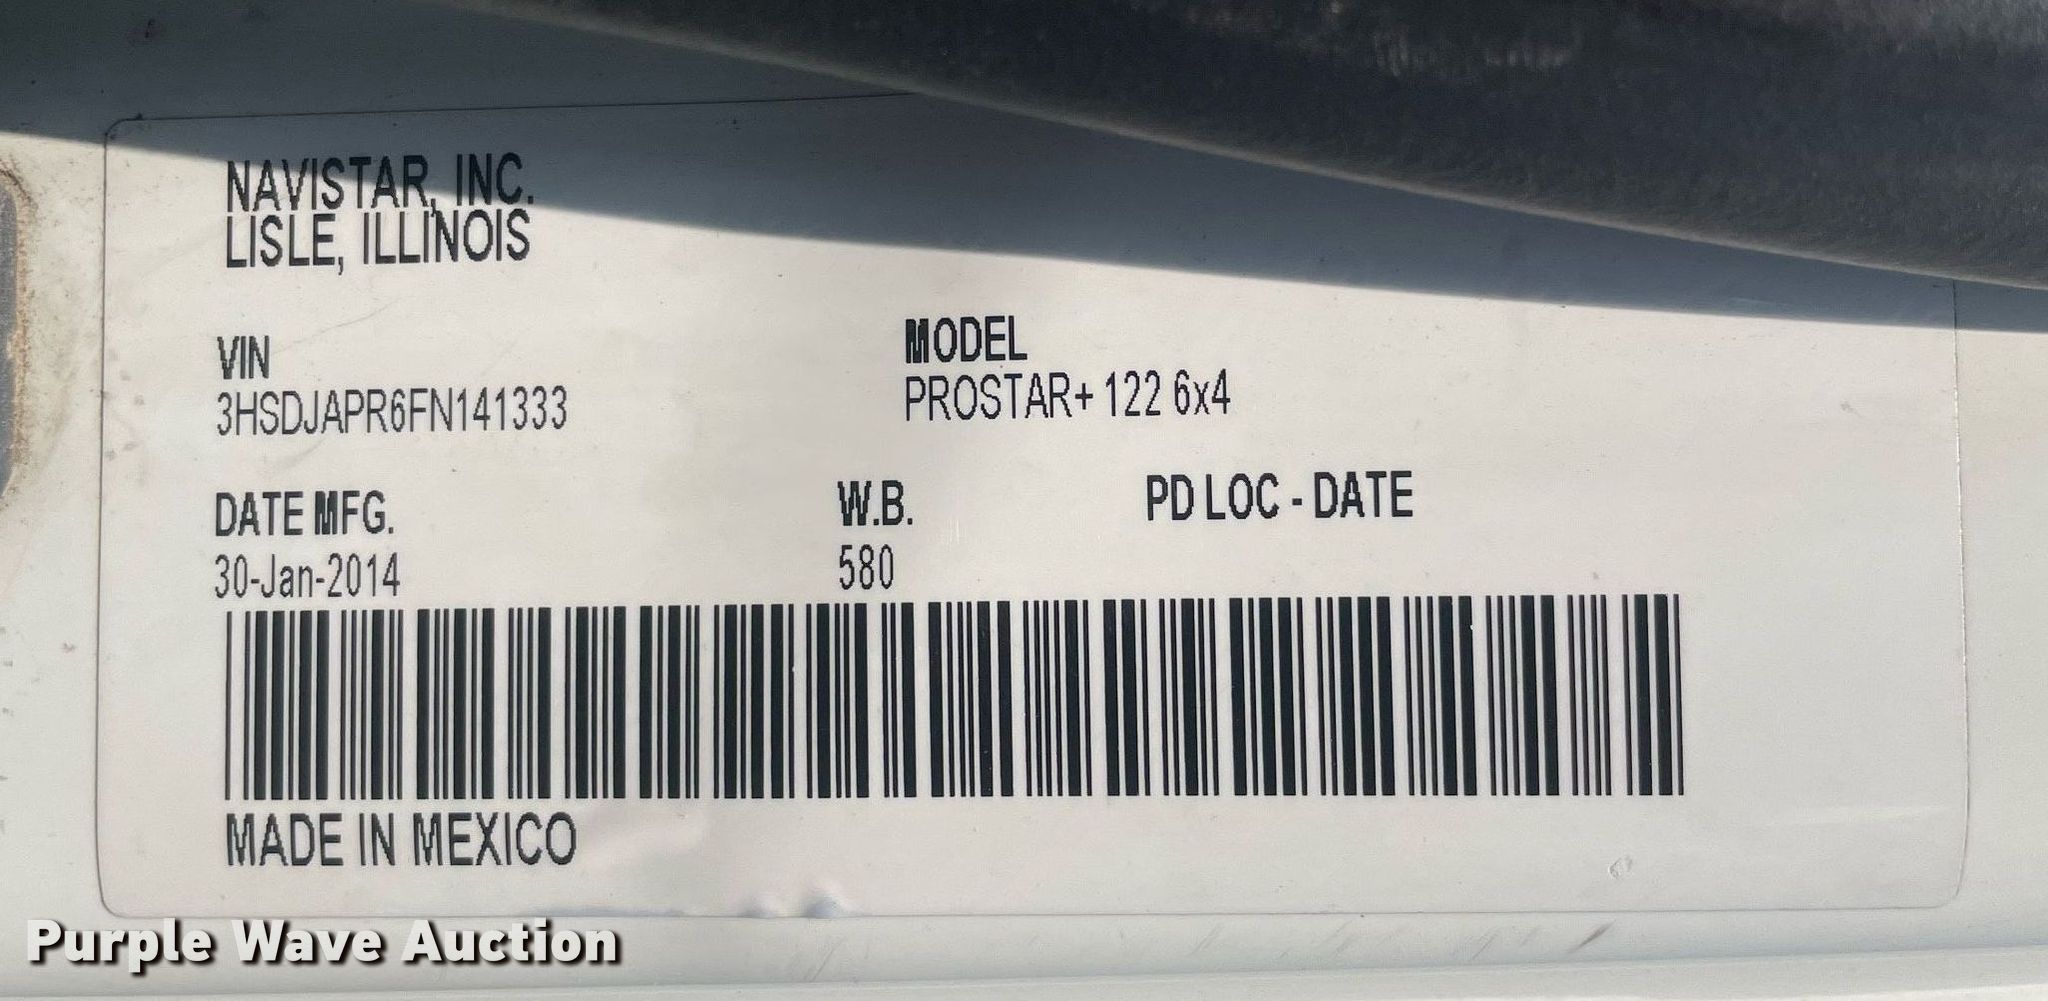 NAVISTAR, INC.
LISLE, ILLINOIS
VIN
3HSDJAPR6FN141333
MODEL
PROSTAR+ 122 6x4
DATE MFG.
30-Jan-2014
W.B.
580
PD LOC - DATE
MADE IN MEXICO
Purple Wave Auction